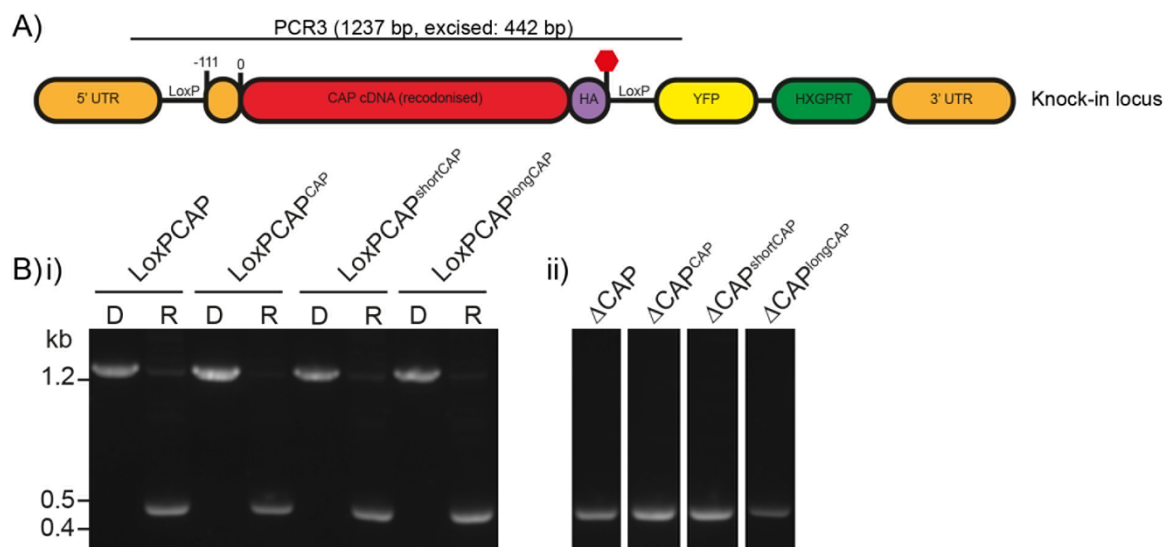 A)
PCR3 (1237 bp, excised: 442 bp)
-111
0
5' UTR
LoxP
CAP cDNA (recodonised)
HA
LoxP
YFP
HXGPRT
3' UTR
Knock-in locus
B) i)
LoxPCAP
LoxPCAPCAP
LoxPCAPshortCAP
LoxPCAPlongCAP
D R D R D R D R
kb
1.2
0.5
0.4
ii)
ΔCAP
ΔCAPCAP
ΔCAPshortCAP
ΔCAPlongCAP